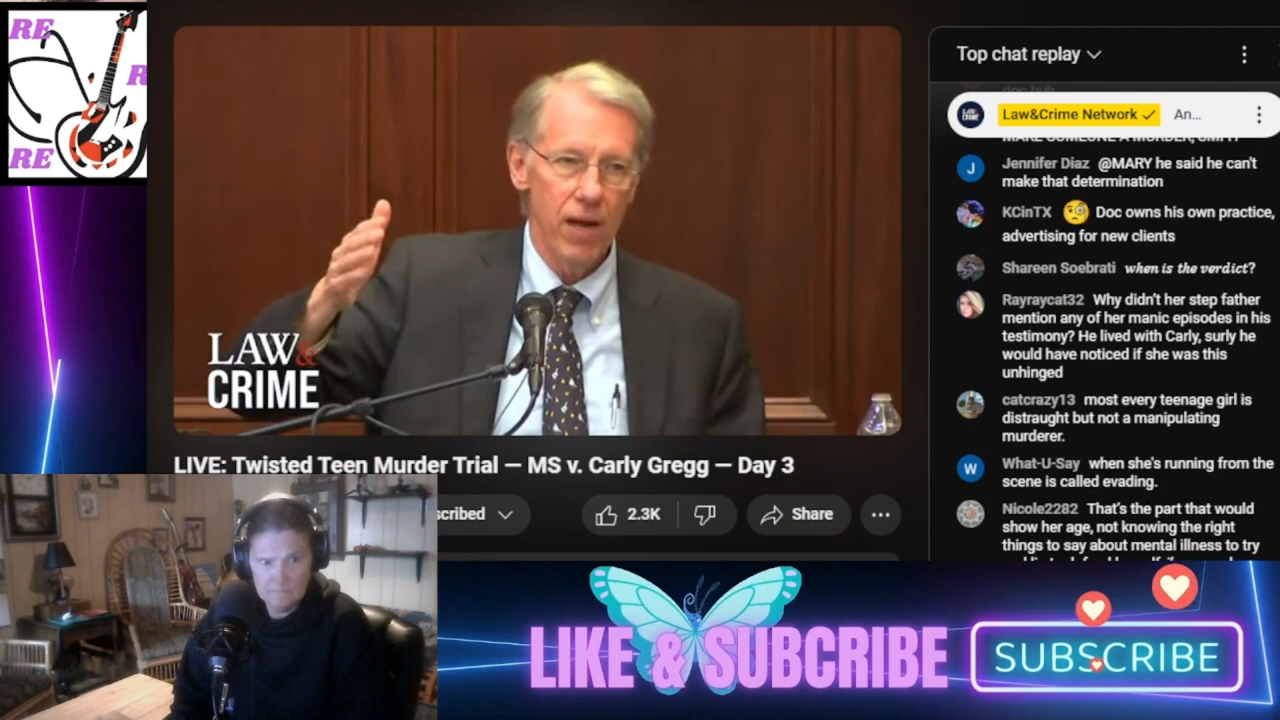 RE
R
RE
LAW&
CRIME
LIVE: Twisted Teen Murder Trial — MS v. Carly Gregg — Day 3
scribed
2.3K
Share
Top chat replay
Law&Crime Network
An...
Jennifer Diaz @MARY he said he can't
make that determination
KCinTX 🧐 Doc owns his own practice,
advertising for new clients
Shareen Soebrati when is the verdict?
Rayraycat32 Why didn't her step father
mention any of her manic episodes in his
testimony? He lived with Carly, surly he
would have noticed if she was this
unhinged
catcrazy13 most every teenage girl is
distraught but not a manipulating
murderer.
What-U-Say when she's running from the
scene is called evading.
Nicole2282 That's the part that would
show her age, not knowing the right
things to say about mental illness to try
LIKE & SUBCRIBE
SUBSCRIBE